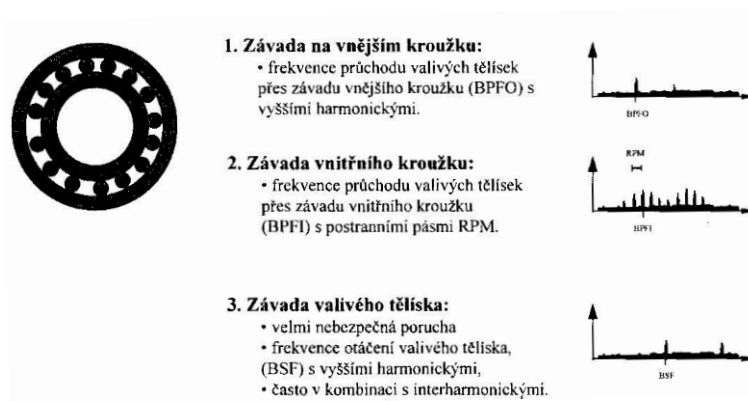 1. Závada na vnějším kroužku:
• frekvence průchodu valivých tělísek
přes závadu vnějšího kroužku (BPFO) s
vyššími harmonickými.
BPFO
2. Závada vnitřního kroužku:
• frekvence průchodu valivých tělísek
přes závadu vnitřního kroužku
(BPFI) s postranními pásmi RPM.
RPM
BPFI
3. Závada valivého tělíska:
• velmi nebezpečná porucha
• frekvence otáčení valivého tělíska,
(BSF) s vyššími harmonickými,
• často v kombinaci s interharmonickými.
BSF